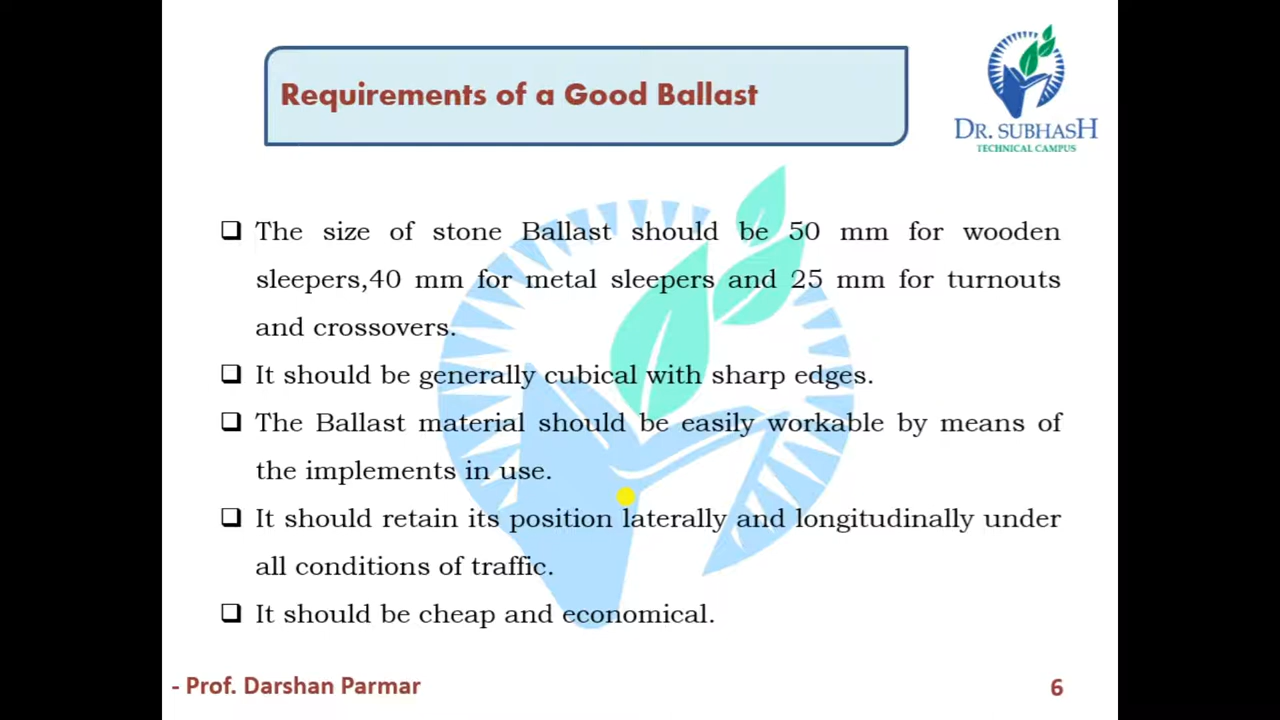 Requirements of a Good Ballast
DR. SUBHASH
TECHNICAL CAMPUS
❑ The size of stone Ballast should be 50 mm for wooden
sleepers,40 mm for metal sleepers and 25 mm for turnouts
and crossovers.
❑ It should be generally cubical with sharp edges.
❑ The Ballast material should be easily workable by means of
the implements in use.
❑ It should retain its position laterally and longitudinally under
all conditions of traffic.
❑ It should be cheap and economical.
- Prof. Darshan Parmar
6